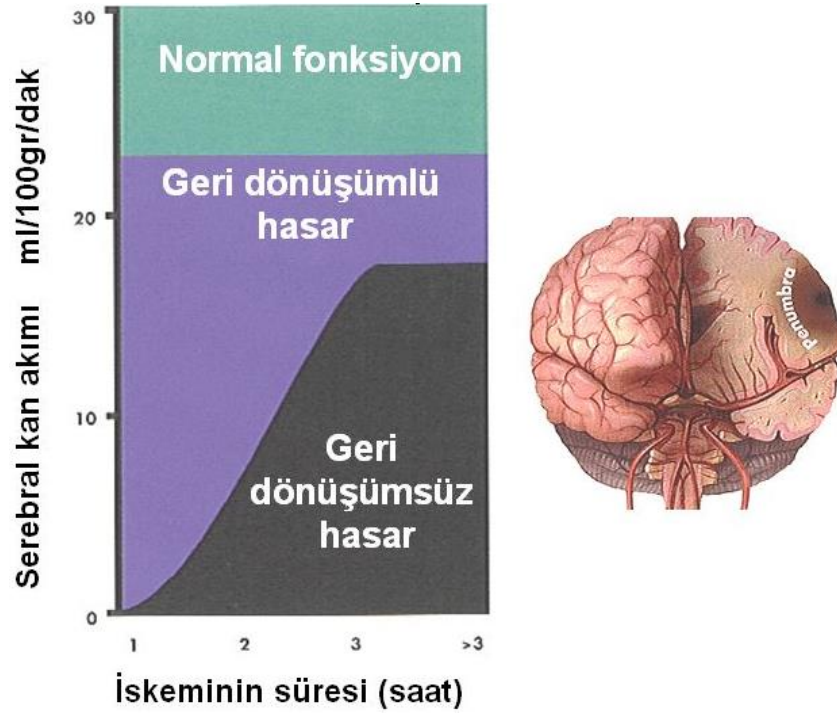 Serebral kan akımı ml/100gr/dak
30
20
10
0
Normal fonksiyon
Geri dönüşümlü
hasar
Geri
dönüşümsüz
hasar
1 2 3 >3
İskeminin süresi (saat)
penumbra